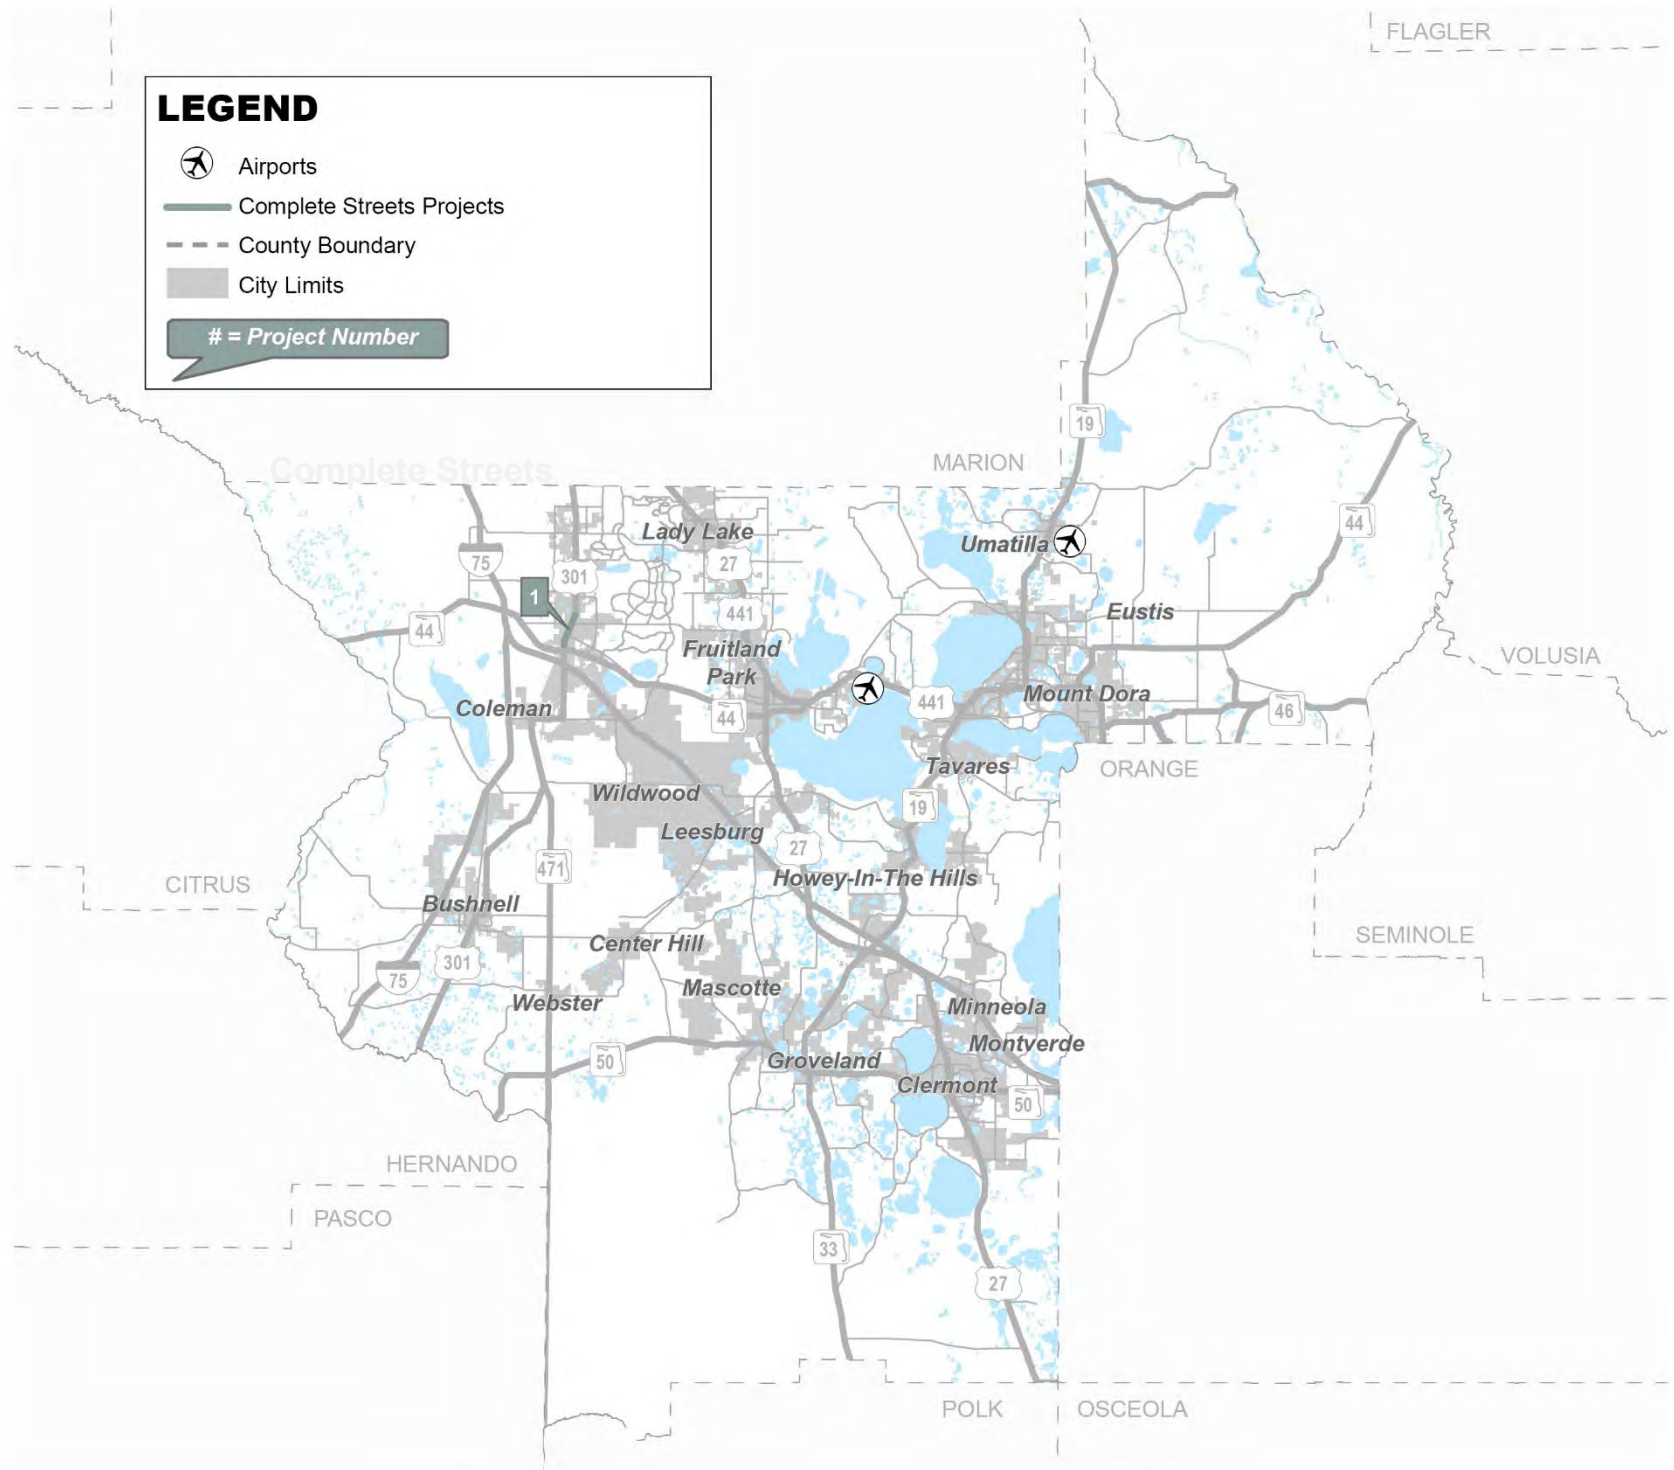 FLAGLER
LEGEND
Airports
Complete Streets Projects
County Boundary
City Limits
# = Project Number
19
MARION
Complete Streets
44
Lady Lake
Umatilla
75
27
301
1
441
Eustis
44
Fruitland
Park
VOLUSIA
Mount Dora
441
Coleman
44
46
Tavares
ORANGE
Wildwood
19
Leesburg
27
471
Howey-In-The Hills
CITRUS
Bushnell
Center Hill
SEMINOLE
301
75
Mascotte
Webster
Minneola
Montverde
50
Groveland
Clermont
50
HERNANDO
PASCO
33
27
POLK
OSCEOLA